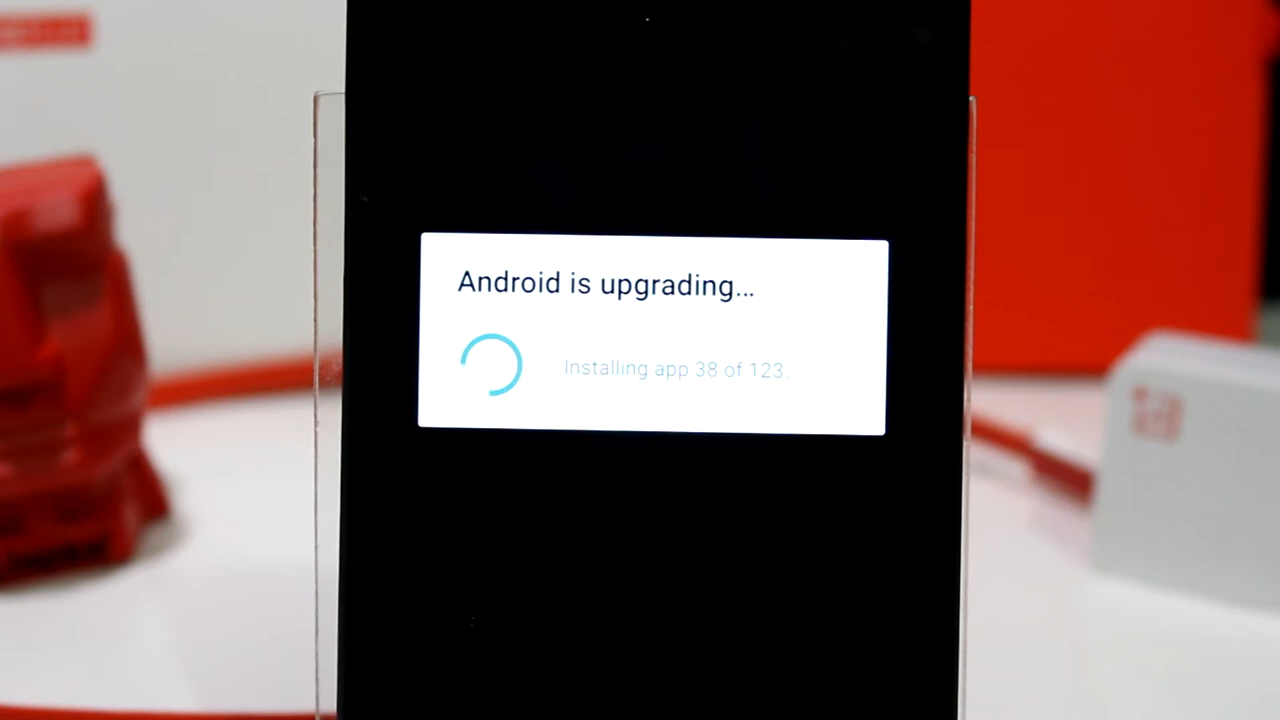 Android is upgrading...
Installing app 38 of 123.